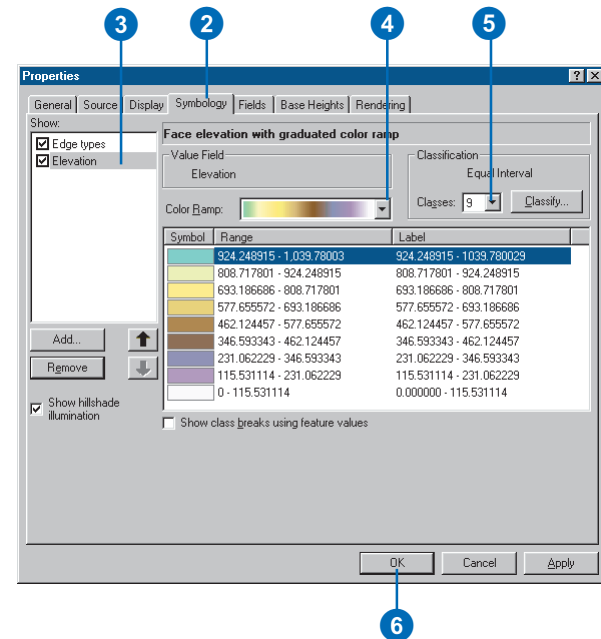 3 2 4 5
Properties
General Source Display Symbology Fields Base Heights Rendering
Show:
Edge types
Elevation
Face elevation with graduated color ramp
Value Field
Elevation
Classification
Equal Interval
Color Ramp:
Classes: 9 Classify...
Symbol Range Label
924.248915 - 1,039.78003 924.248915 - 1039.780029
808.717801 - 924.248915 808.717801 - 924.248915
693.186686 - 808.717801 693.186686 - 808.717801
577.655572 - 693.186686 577.655572 - 693.186686
462.124457 - 577.655572 462.124457 - 577.655572
346.593343 - 462.124457 346.593343 - 462.124457
231.062229 - 346.593343 231.062229 - 346.593343
115.531114 - 231.062229 115.531114 - 231.062229
0 - 115.531114 0.000000 - 115.531114
Add...
Remove
Show hillshade
illumination
Show class breaks using feature values
OK Cancel Apply
6